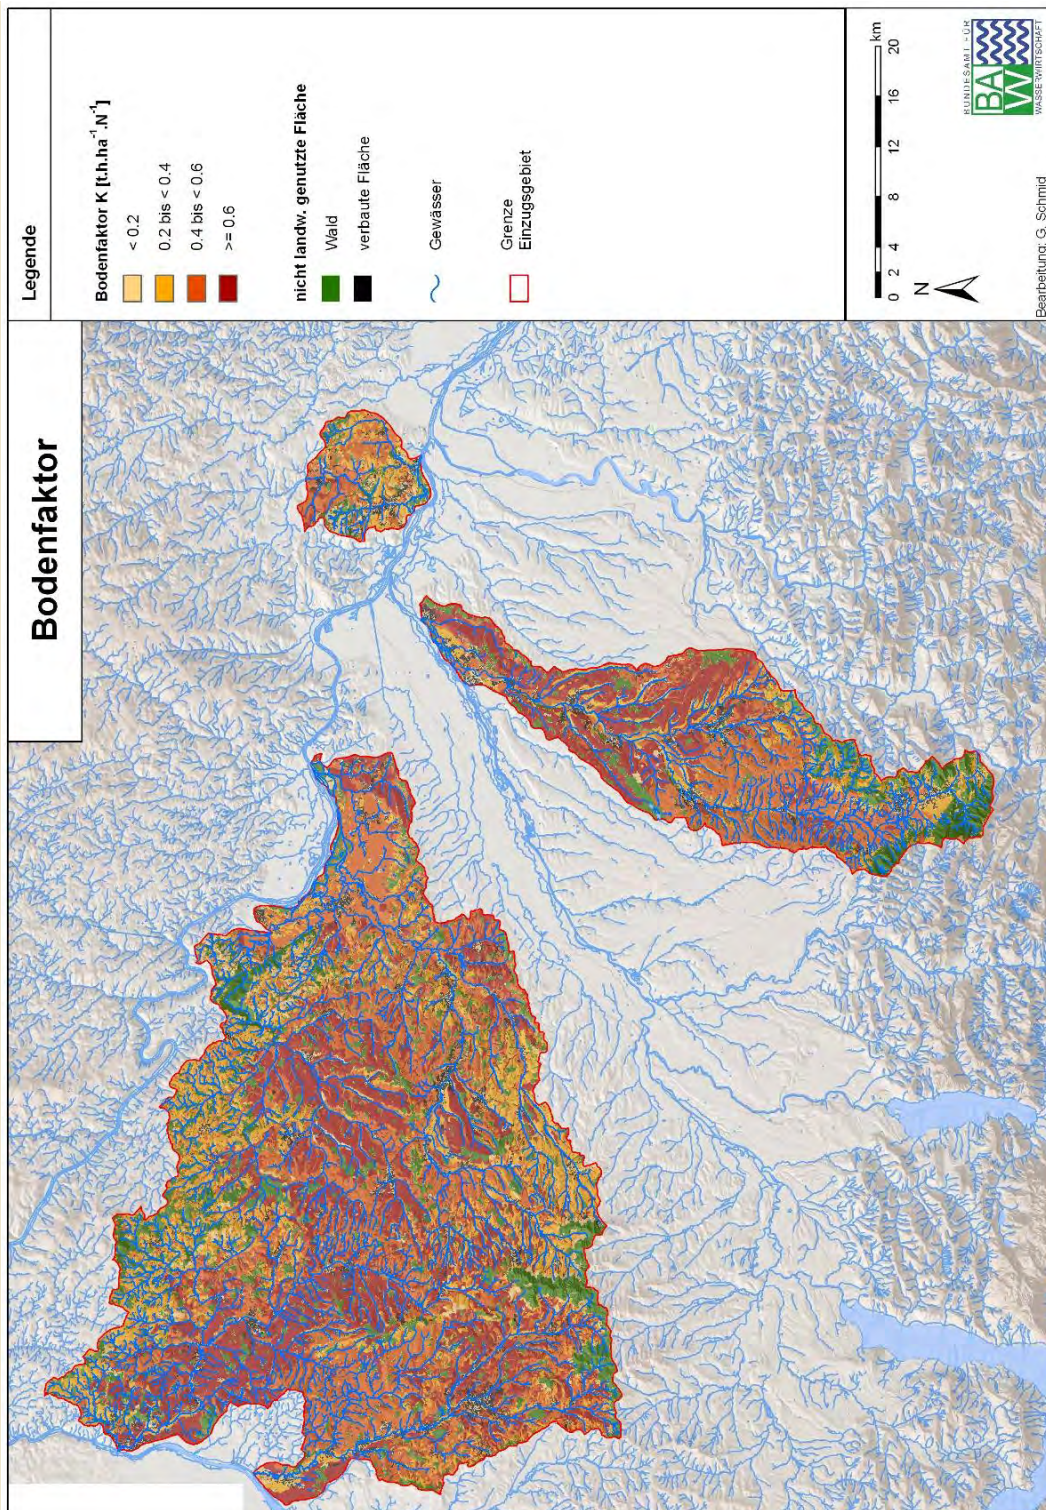 Bodenfaktor
Legende
Bodenfaktor K [t.h.ha⁻¹.N⁻¹]
< 0.2
0.2 bis < 0.4
0.4 bis < 0.6
>= 0.6
nicht landw. genutzte Fläche
Wald
verbaute Fläche
Gewässer
Grenze
Einzugsgebiet
km
0 2 4 8 12 16 20
N
BUNDESAMT FÜR
BAW
WASSERWIRTSCHAFT
Bearbeitung: G. Schmid